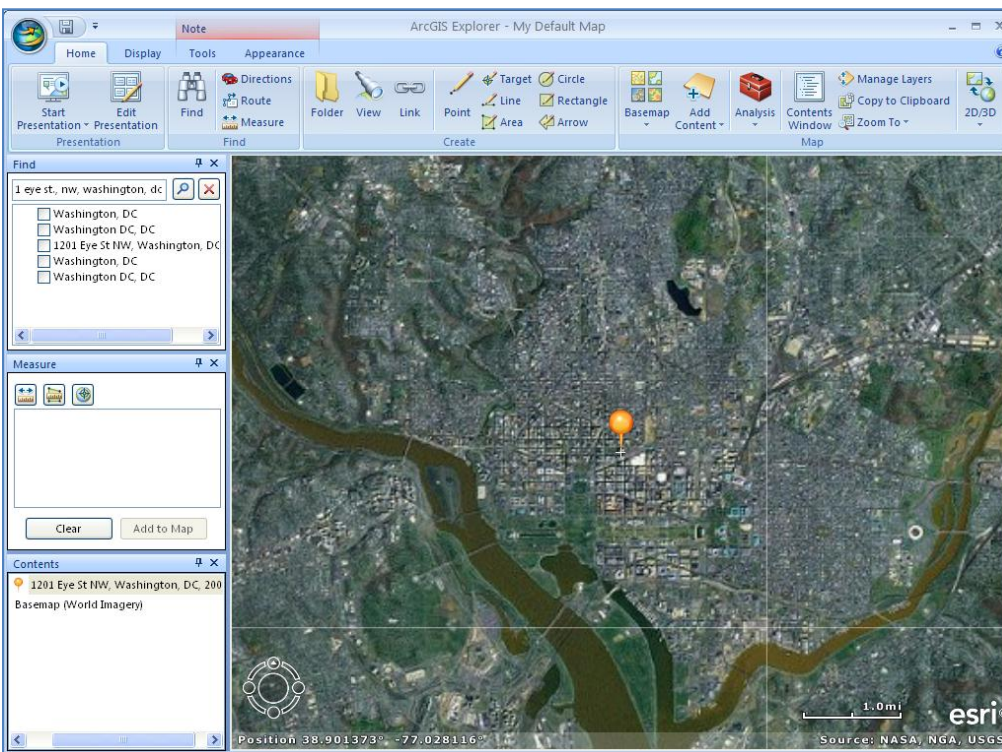 Note
ArcGIS Explorer - My Default Map
Home Display Tools Appearance
Start Presentation
Edit Presentation
Presentation
Find
Directions
Route
Measure
Find
Folder
View
Link
Point
Target
Line
Area
Circle
Rectangle
Arrow
Create
Basemap
Add Content
Analysis
Contents Window
Manage Layers
Copy to Clipboard
Zoom To
Map
2D/3D
Find
1 eye st., nw, washington, dc
Washington, DC
Washington DC, DC
1201 Eye St NW, Washington, DC
Washington, DC
Washington DC, DC
Measure
Clear
Add to Map
Contents
1201 Eye St NW, Washington, DC, 200
Basemap (World Imagery)
1.0mi
esri
Position 38.901373° -77.028116°
Source: NASA, NGA, USGS